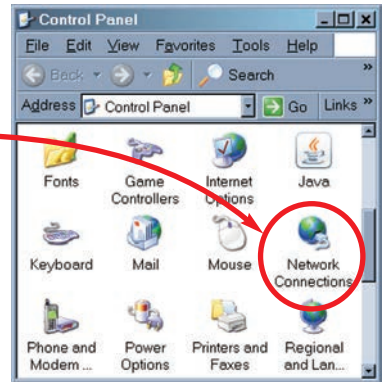 Control Panel
File Edit View Favorites Tools Help
Back Search »
Address Control Panel Go Links »
Fonts Game Controllers Internet Options Java
Keyboard Mail Mouse Network Connections
Phone and Modem ... Power Options Printers and Faxes Regional and Lan...